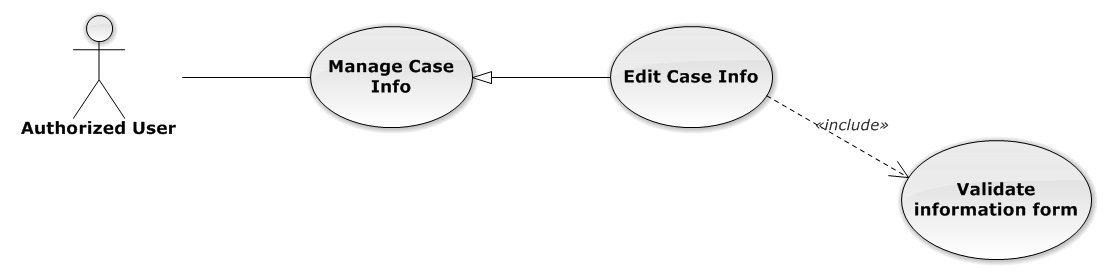 Manage Case
Info
Edit Case Info
Authorized User
«include»
Validate
information form